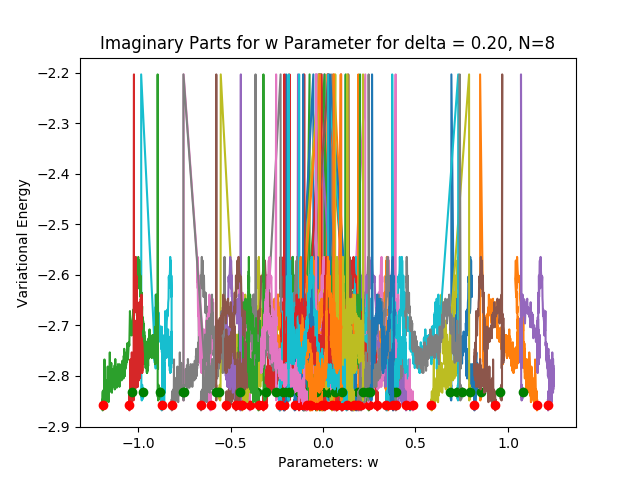 Imaginary Parts for w Parameter for delta = 0.20, N=8
−2.2
−2.3
−2.4
−2.5
−2.6
−2.7
−2.8
−2.9
Variational Energy
−1.0 −0.5 0.0 0.5 1.0
Parameters: w